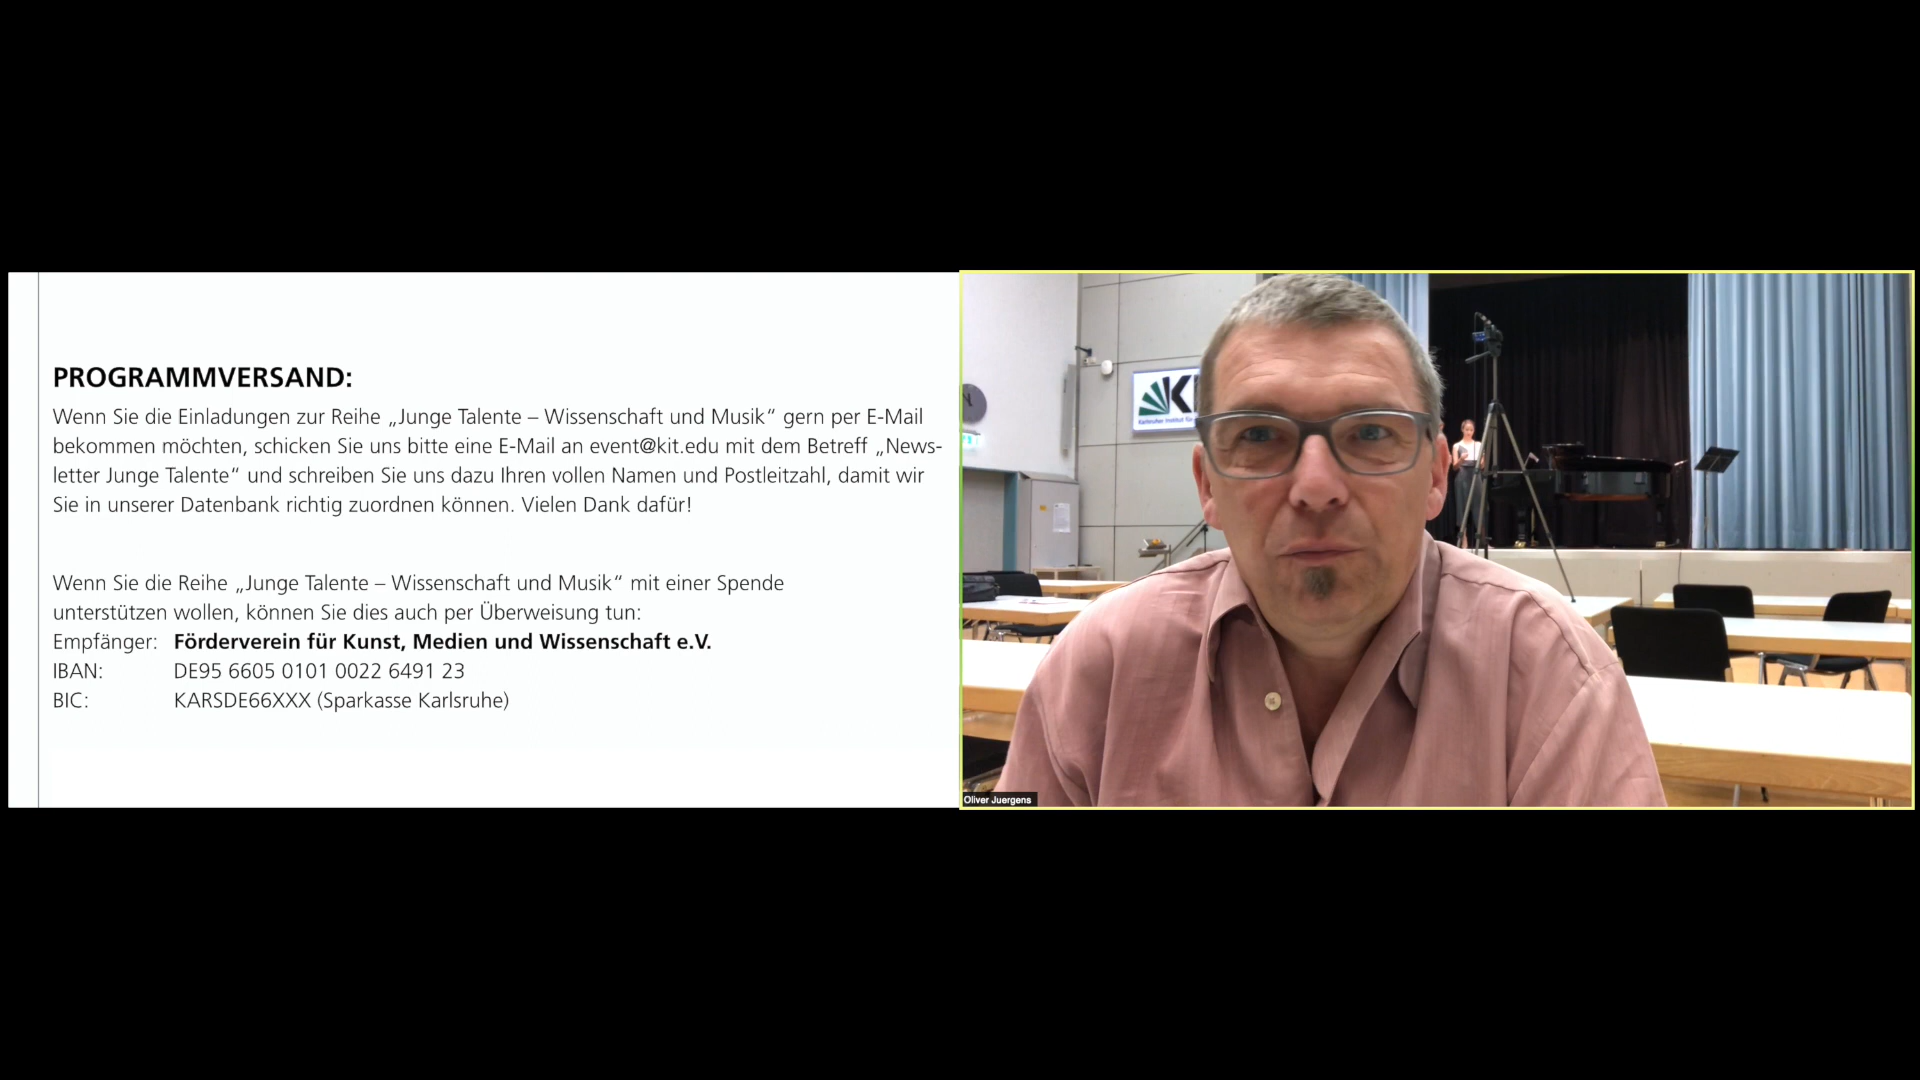 PROGRAMMVERSAND:
Wenn Sie die Einladungen zur Reihe „Junge Talente – Wissenschaft und Musik“ gern per E-Mail
bekommen möchten, schicken Sie uns bitte eine E-Mail an event@kit.edu mit dem Betreff „News-
letter Junge Talente“ und schreiben Sie uns dazu Ihren vollen Namen und Postleitzahl, damit wir
Sie in unserer Datenbank richtig zuordnen können. Vielen Dank dafür!
Wenn Sie die Reihe „Junge Talente – Wissenschaft und Musik“ mit einer Spende
unterstützen wollen, können Sie dies auch per Überweisung tun:
Empfänger: Förderverein für Kunst, Medien und Wissenschaft e.V.
IBAN: DE95 6605 0101 0022 6491 23
BIC: KARSDE66XXX (Sparkasse Karlsruhe)
KI
Karlsruher Institut für
Oliver Juergens